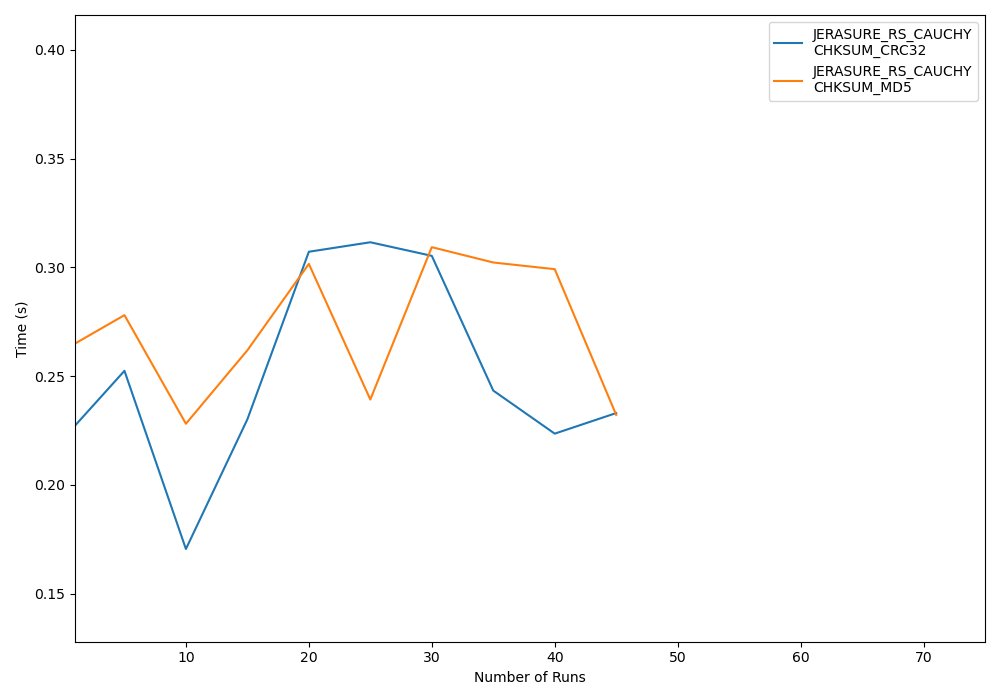 JERASURE_RS_CAUCHY
CHKSUM_CRC32
JERASURE_RS_CAUCHY
CHKSUM_MD5
0.40
0.35
0.30
0.25
0.20
0.15
Time (s)
10 20 30 40 50 60 70
Number of Runs